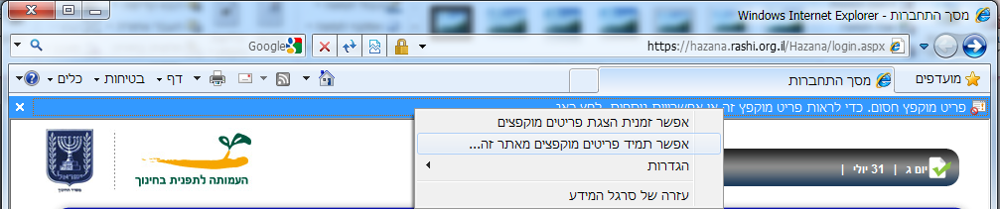 מסך התחברות - Windows Internet Explorer
https://hazana.rashi.org.il/Hazana/login.aspx
Google
מועדפים
מסך התחברות
דף
בטיחות
כלים
פריט מוקפץ חסום. כדי לראות פריט מוקפץ זה או אפשרויות נוספות, לחץ כאן
אפשר זמנית הצגת פריטים מוקפצים
אפשר תמיד פריטים מוקפצים מאתר זה...
הגדרות
עזרה של סרגל המידע
יום ג | 31 יולי |
העמותה לתפנית בחינוך